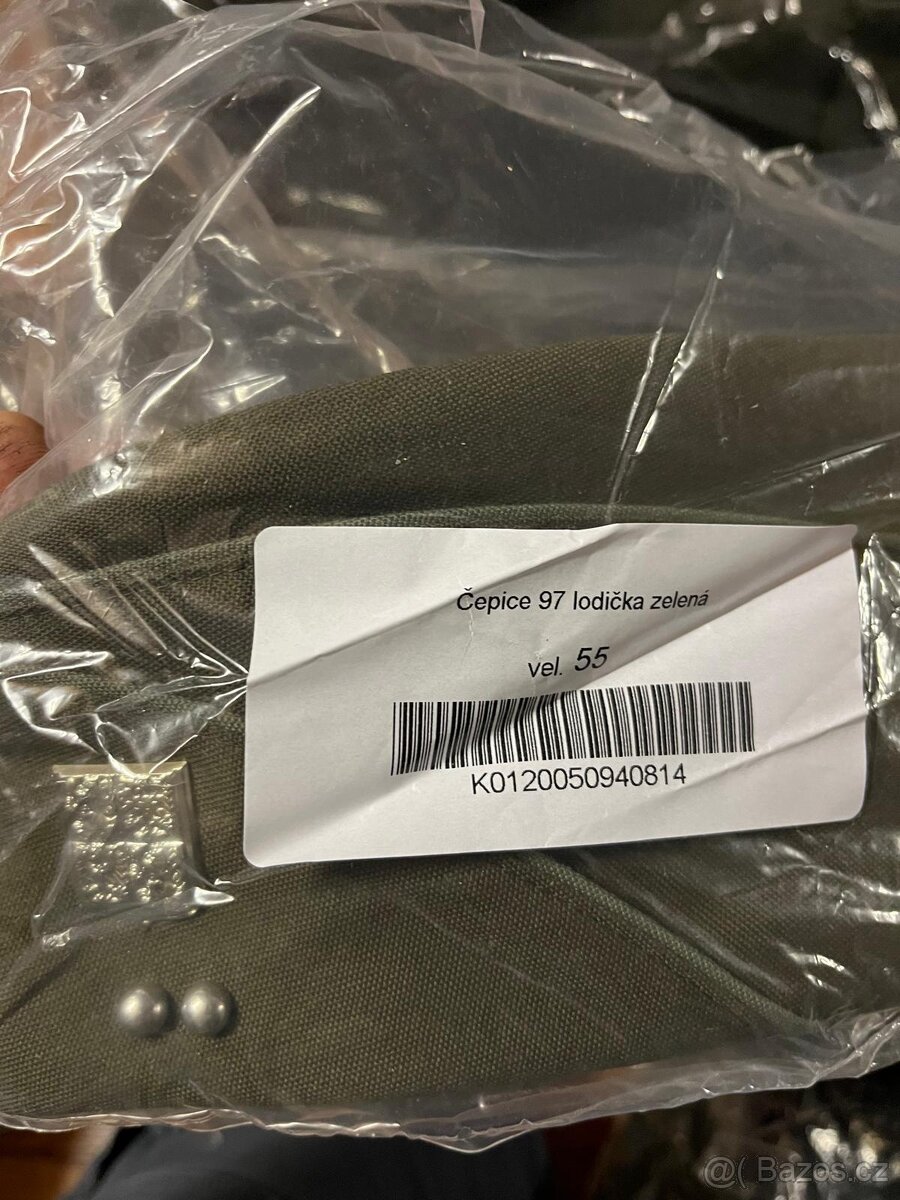 Čepice 97 lodička zelená
vel. 55
K0120050940814
@( Bazos.cz